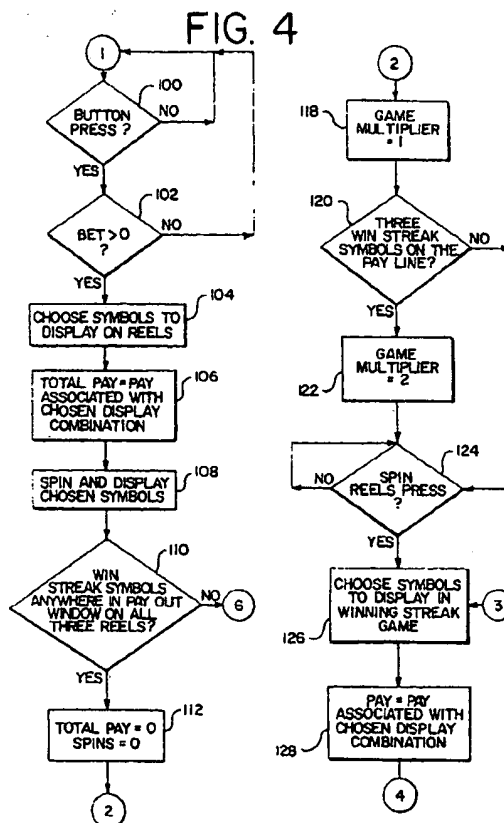 FIG. 4
1
100
BUTTON
PRESS ?
NO
YES
102
BET > 0
?
NO
YES
104
CHOOSE SYMBOLS TO
DISPLAY ON REELS
106
TOTAL PAY = PAY
ASSOCIATED WITH
CHOSEN DISPLAY
COMBINATION
108
SPIN AND DISPLAY
CHOSEN SYMBOLS
110
WIN
STREAK SYMBOLS
ANYWHERE IN PAY OUT
WINDOW ON ALL
THREE REELS?
NO
6
YES
112
TOTAL PAY = 0
SPINS = 0
2
2
118
GAME
MULTIPLIER
= 1
120
THREE
WIN STREAK
SYMBOLS ON THE
PAY LINE?
NO
YES
GAME
MULTIPLIER
= 2
122
124
NO
SPIN
REELS PRESS
?
YES
CHOOSE SYMBOLS
TO DISPLAY IN
WINNING STREAK
GAME
126
3
PAY = PAY
ASSOCIATED WITH
CHOSEN DISPLAY
COMBINATION
128
4